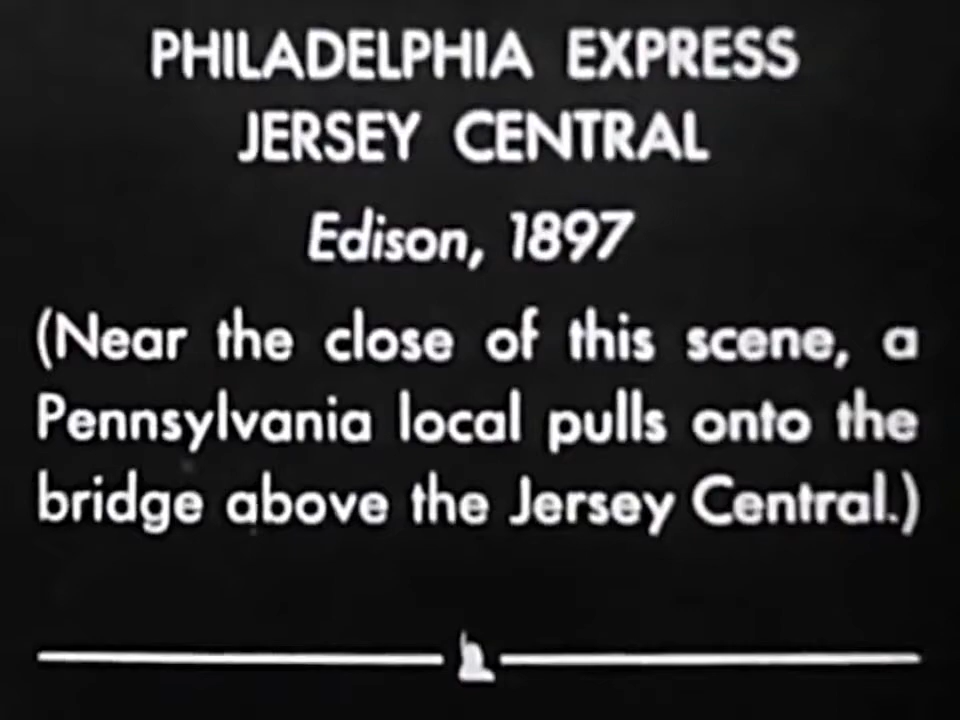 PHILADELPHIA EXPRESS
JERSEY CENTRAL
Edison, 1897
(Near the close of this scene, a
Pennsylvania local pulls onto the
bridge above the Jersey Central.)